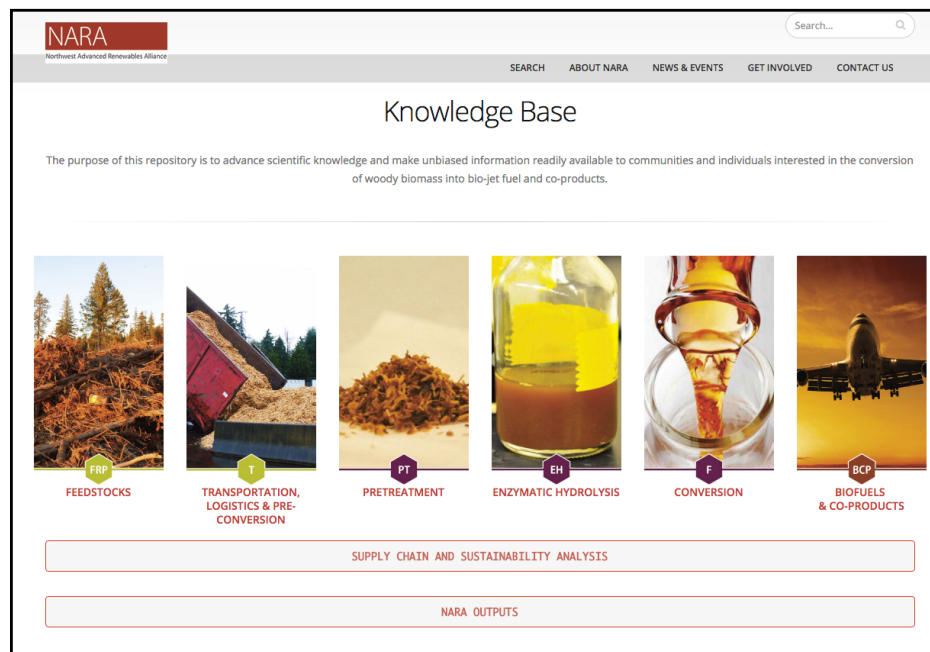 NARA
Northwest Advanced Renewables Alliance
Search...
SEARCH ABOUT NARA NEWS & EVENTS GET INVOLVED CONTACT US
Knowledge Base
The purpose of this repository is to advance scientific knowledge and make unbiased information readily available to communities and individuals interested in the conversion
of woody biomass into bio-jet fuel and co-products.
FRP
FEEDSTOCKS
T
TRANSPORTATION,
LOGISTICS & PRE-
CONVERSION
PT
PRETREATMENT
EH
ENZYMATIC HYDROLYSIS
F
CONVERSION
BCP
BIOFUELS
& CO-PRODUCTS
SUPPLY CHAIN AND SUSTAINABILITY ANALYSIS
NARA OUTPUTS